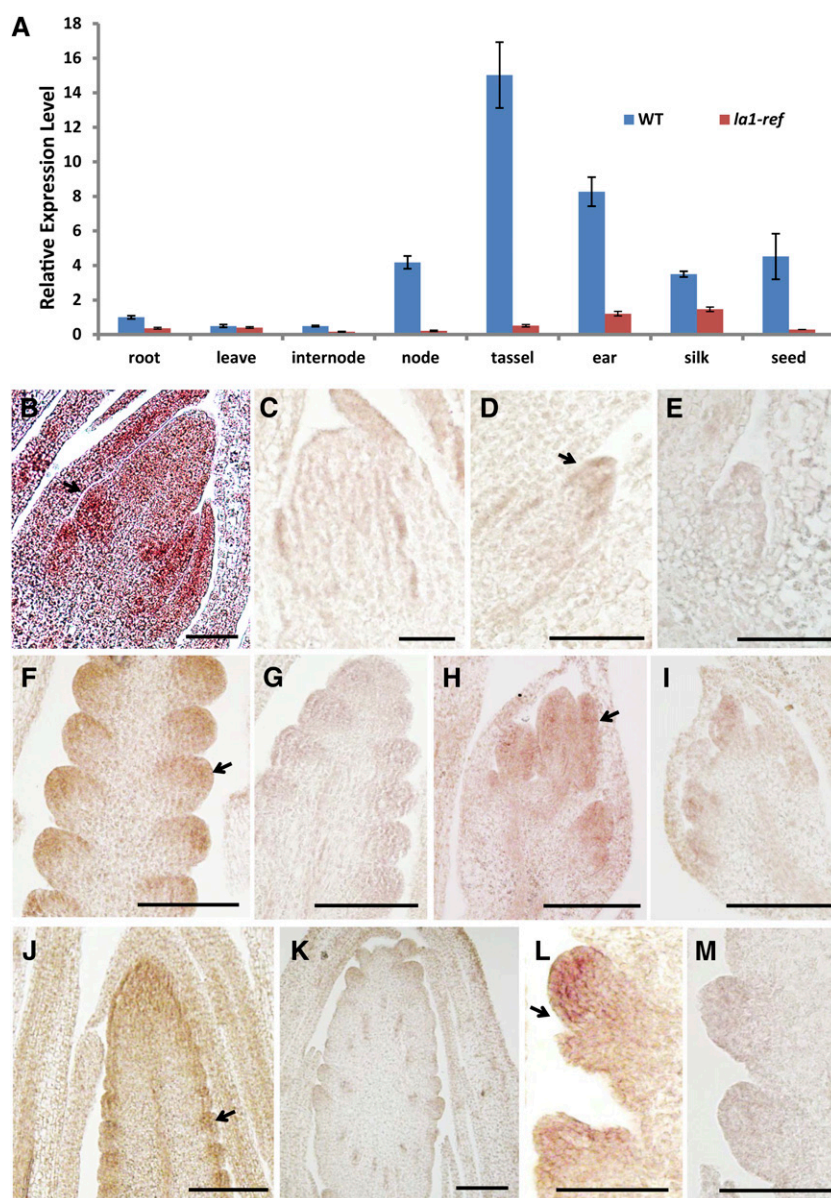 A
18
16
14
12
10
8
6
4
2
0
Relative Expression Level
WT
la1-ref
root leave internode node tassel ear silk seed
B C D E
F G H I
J K L M